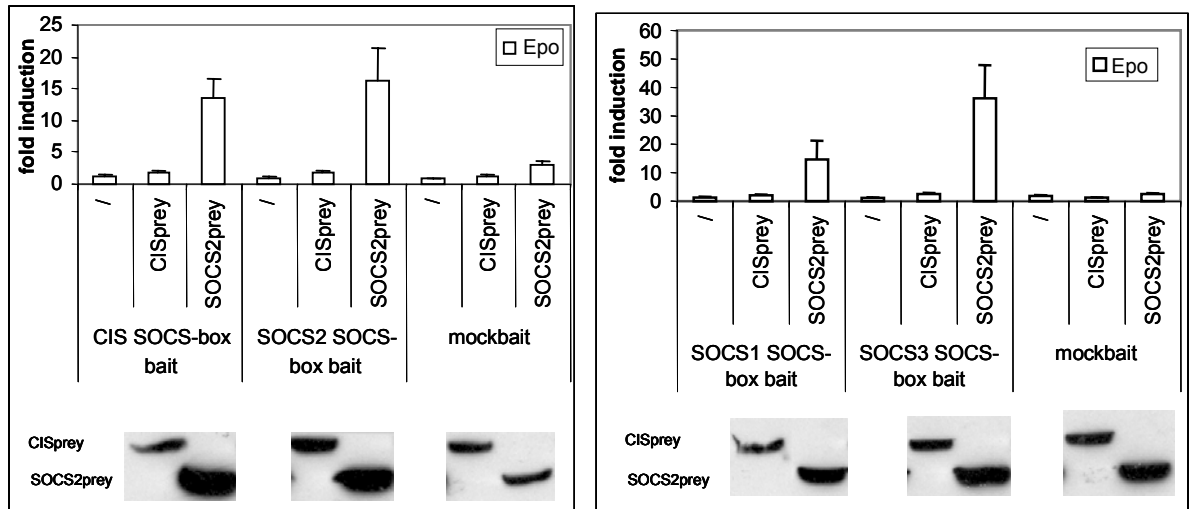 fold induction
25
20
15
10
5
0
Epo
/
CISprey
SOCS2prey
/
CISprey
SOCS2prey
/
CISprey
SOCS2prey
CIS SOCS-box
bait
SOCS2 SOCS-
box bait
mockbait
CISprey
SOCS2prey
fold induction
60
50
40
30
20
10
0
Epo
/
CISprey
SOCS2prey
/
CISprey
SOCS2prey
/
CISprey
SOCS2prey
SOCS1 SOCS-
box bait
SOCS3 SOCS-
box bait
mockbait
CISprey
SOCS2prey